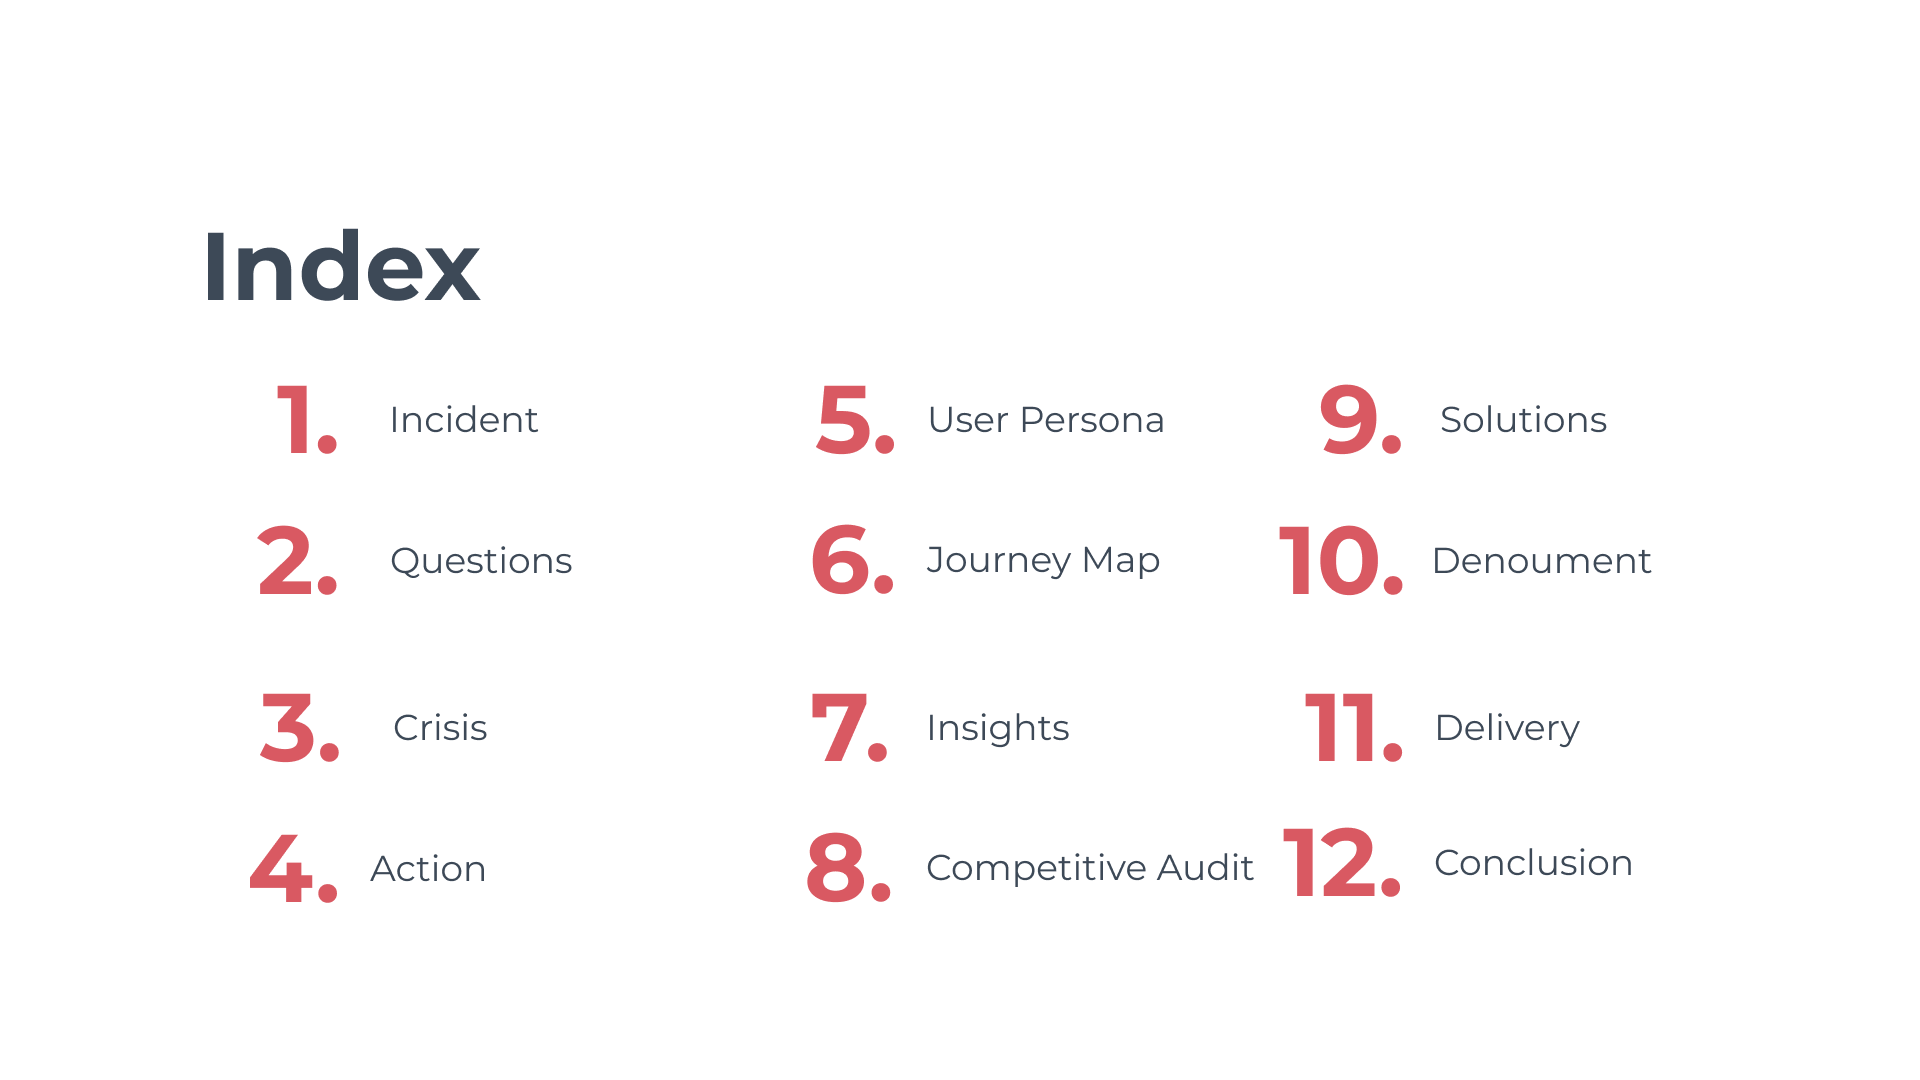 Index
1. Incident
2. Questions
3. Crisis
4. Action
5. User Persona
6. Journey Map
7. Insights
8. Competitive Audit
9. Solutions
10. Denoument
11. Delivery
12. Conclusion